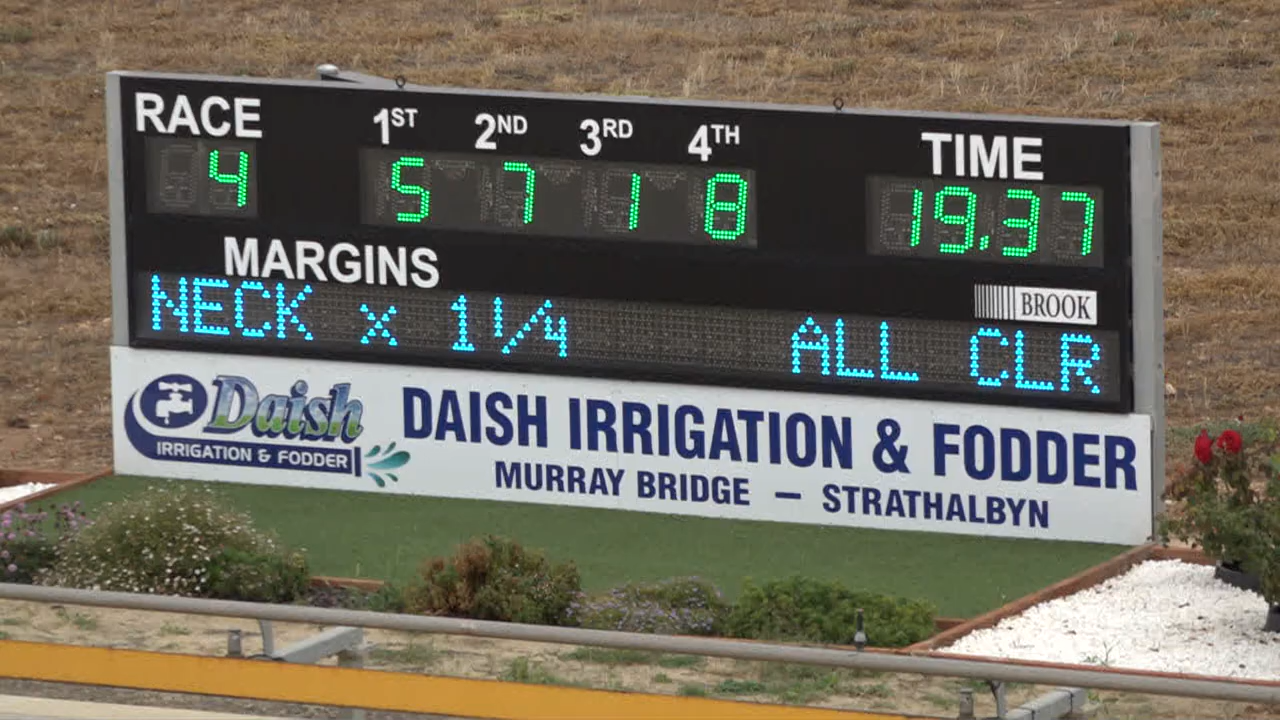 RACE 1ST 2ND 3RD 4TH TIME
4 5 7 1 8 19.37
MARGINS
BROOK
NECK x 1 1/4 ALL CLR
Daish
IRRIGATION & FODDER
DAISH IRRIGATION & FODDER
MURRAY BRIDGE – STRATHALBYN